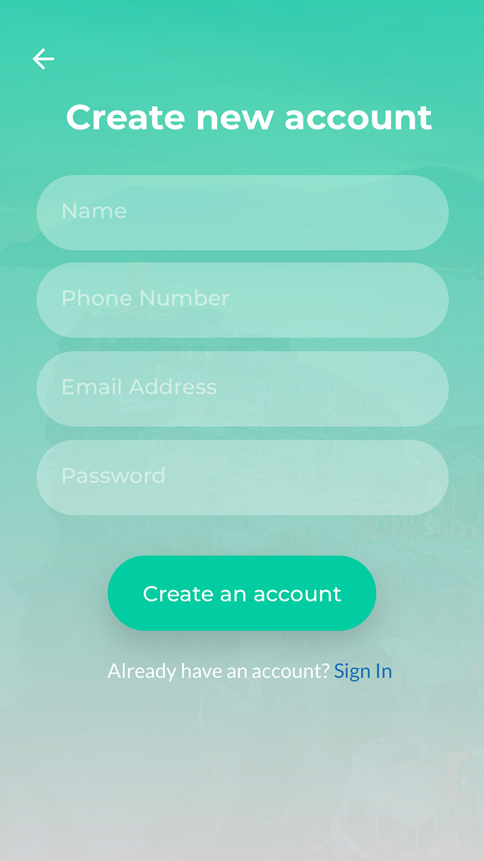 Create new account
Name
Phone Number
Email Address
Password
Create an account
Already have an account? Sign In